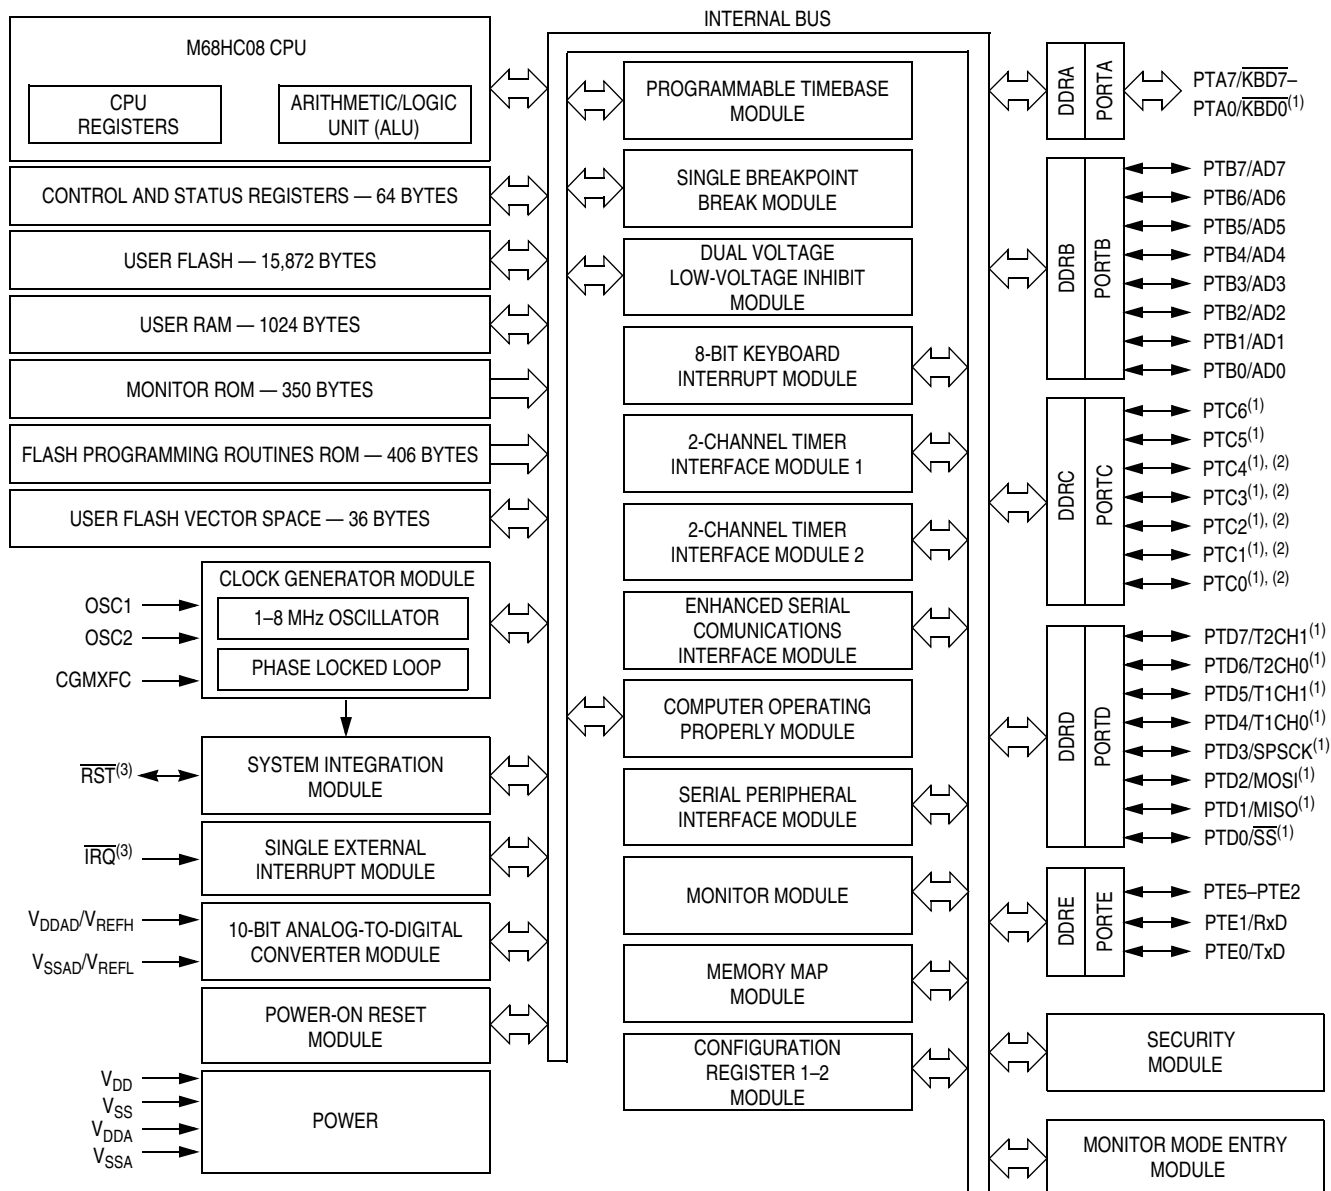 INTERNAL BUS
M68HC08 CPU
CPU
REGISTERS
ARITHMETIC/LOGIC
UNIT (ALU)
CONTROL AND STATUS REGISTERS — 64 BYTES
USER FLASH — 15,872 BYTES
USER RAM — 1024 BYTES
MONITOR ROM — 350 BYTES
FLASH PROGRAMMING ROUTINES ROM — 406 BYTES
USER FLASH VECTOR SPACE — 36 BYTES
CLOCK GENERATOR MODULE
1–8 MHz OSCILLATOR
PHASE LOCKED LOOP
OSC1
OSC2
CGMXFC
SYSTEM INTEGRATION
MODULE
RST(3)
SINGLE EXTERNAL
INTERRUPT MODULE
IRQ(3)
10-BIT ANALOG-TO-DIGITAL
CONVERTER MODULE
VDDAD/VREFH
VSSAD/VREFL
POWER-ON RESET
MODULE
POWER
VDD
VSS
VDDA
VSSA
PROGRAMMABLE TIMEBASE
MODULE
SINGLE BREAKPOINT
BREAK MODULE
DUAL VOLTAGE
LOW-VOLTAGE INHIBIT
MODULE
8-BIT KEYBOARD
INTERRUPT MODULE
2-CHANNEL TIMER
INTERFACE MODULE 1
2-CHANNEL TIMER
INTERFACE MODULE 2
ENHANCED SERIAL
COMUNICATIONS
INTERFACE MODULE
COMPUTER OPERATING
PROPERLY MODULE
SERIAL PERIPHERAL
INTERFACE MODULE
MONITOR MODULE
MEMORY MAP
MODULE
CONFIGURATION
REGISTER 1–2
MODULE
DDRA
PORTA
PTA7/KBD7–
PTA0/KBD0(1)
DDRB
PORTB
PTB7/AD7
PTB6/AD6
PTB5/AD5
PTB4/AD4
PTB3/AD3
PTB2/AD2
PTB1/AD1
PTB0/AD0
DDRC
PORTC
PTC6(1)
PTC5(1)
PTC4(1), (2)
PTC3(1), (2)
PTC2(1), (2)
PTC1(1), (2)
PTC0(1), (2)
DDRD
PORTD
PTD7/T2CH1(1)
PTD6/T2CH0(1)
PTD5/T1CH1(1)
PTD4/T1CH0(1)
PTD3/SPSCK(1)
PTD2/MOSI(1)
PTD1/MISO(1)
PTD0/SS(1)
DDRE
PORTE
PTE5–PTE2
PTE1/RxD
PTE0/TxD
SECURITY
MODULE
MONITOR MODE ENTRY
MODULE